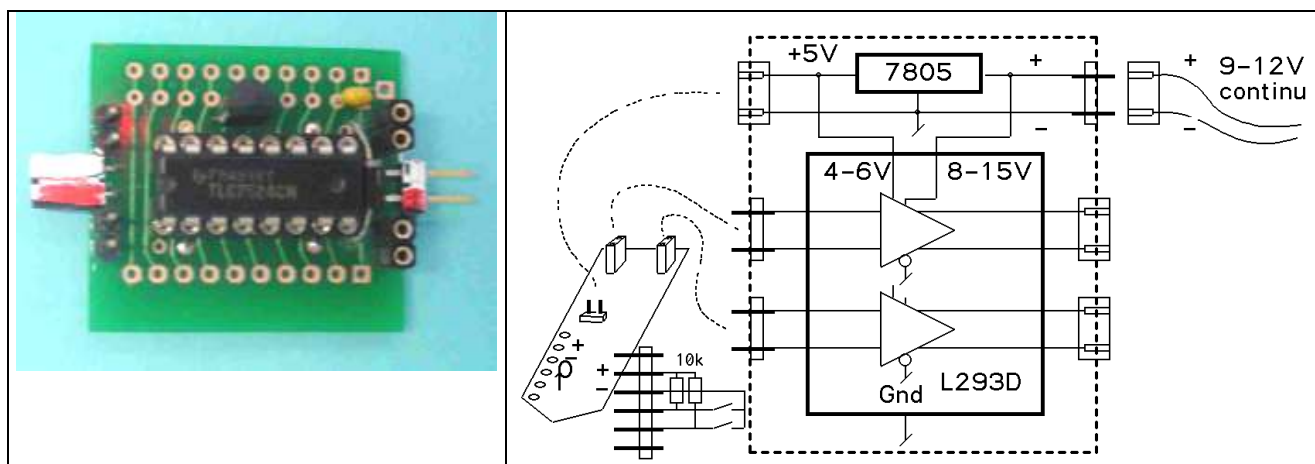 +5V
7805
+
−
+
−
9-12V
continu
4-6V
8-15V
+
−
+
−
10k
Gnd
L293D